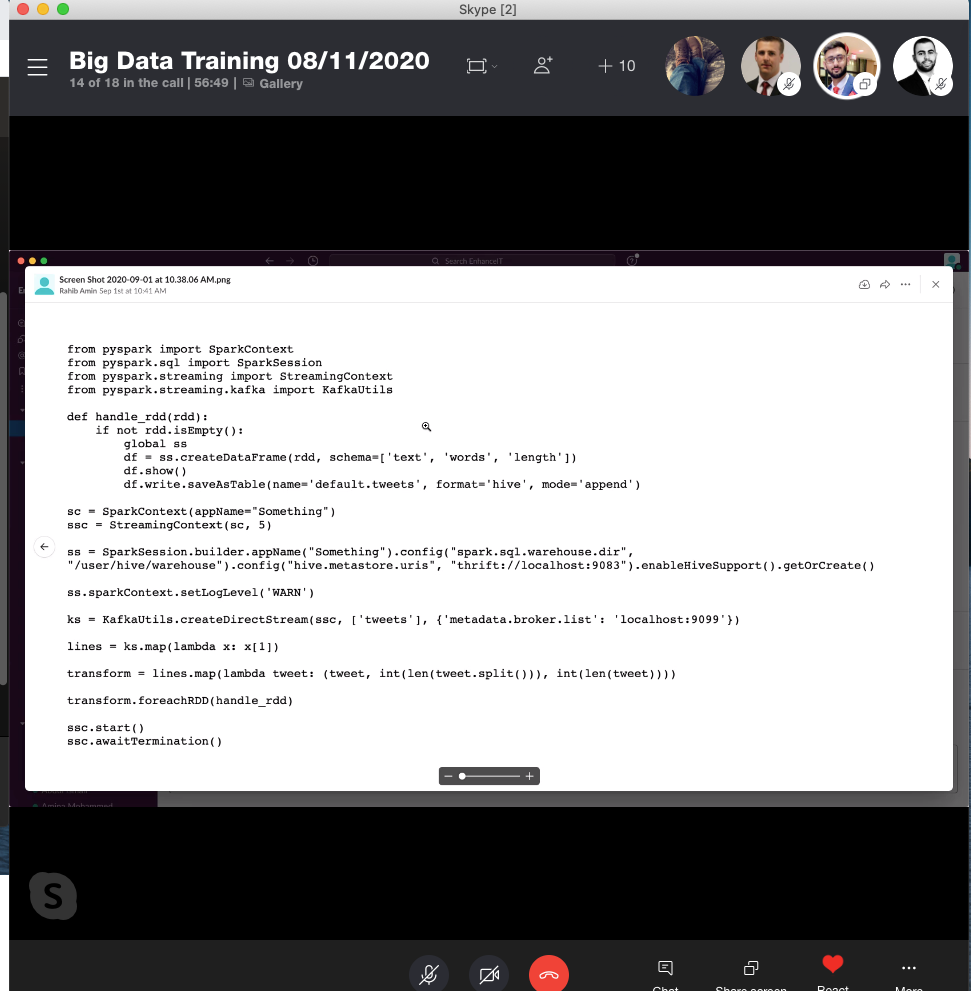 Skype [2]
Big Data Training 08/11/2020
14 of 18 in the call | 56:49 | Gallery
+ 10
Search EnhanceIT
Screen Shot 2020-09-01 at 10.38.06 AM.png
Rahib Amin Sep 1st at 10:41 AM
from pyspark import SparkContext
from pyspark.sql import SparkSession
from pyspark.streaming import StreamingContext
from pyspark.streaming.kafka import KafkaUtils
def handle_rdd(rdd):
    if not rdd.isEmpty():
        global ss
        df = ss.createDataFrame(rdd, schema=['text', 'words', 'length'])
        df.show()
        df.write.saveAsTable(name='default.tweets', format='hive', mode='append')
sc = SparkContext(appName="Something")
ssc = StreamingContext(sc, 5)
ss = SparkSession.builder.appName("Something").config("spark.sql.warehouse.dir",
"/user/hive/warehouse").config("hive.metastore.uris", "thrift://localhost:9083").enableHiveSupport().getOrCreate()
ss.sparkContext.setLogLevel('WARN')
ks = KafkaUtils.createDirectStream(ssc, ['tweets'], {'metadata.broker.list': 'localhost:9099'})
lines = ks.map(lambda x: x[1])
transform = lines.map(lambda tweet: (tweet, int(len(tweet.split())), int(len(tweet))))
transform.foreachRDD(handle_rdd)
ssc.start()
ssc.awaitTermination()
Amina Mohammed
S
Chat
Share screen
React
More